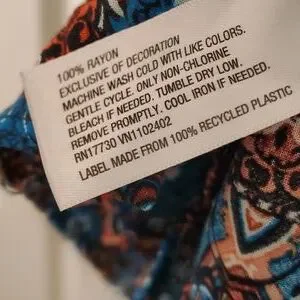 100% RAYON
EXCLUSIVE OF DECORATION
MACHINE WASH COLD WITH LIKE COLORS.
GENTLE CYCLE. ONLY NON-CHLORINE
BLEACH IF NEEDED. TUMBLE DRY LOW.
REMOVE PROMPTLY. COOL IRON IF NEEDED.
RN17730 VN1102402
LABEL MADE FROM 100% RECYCLED PLASTIC